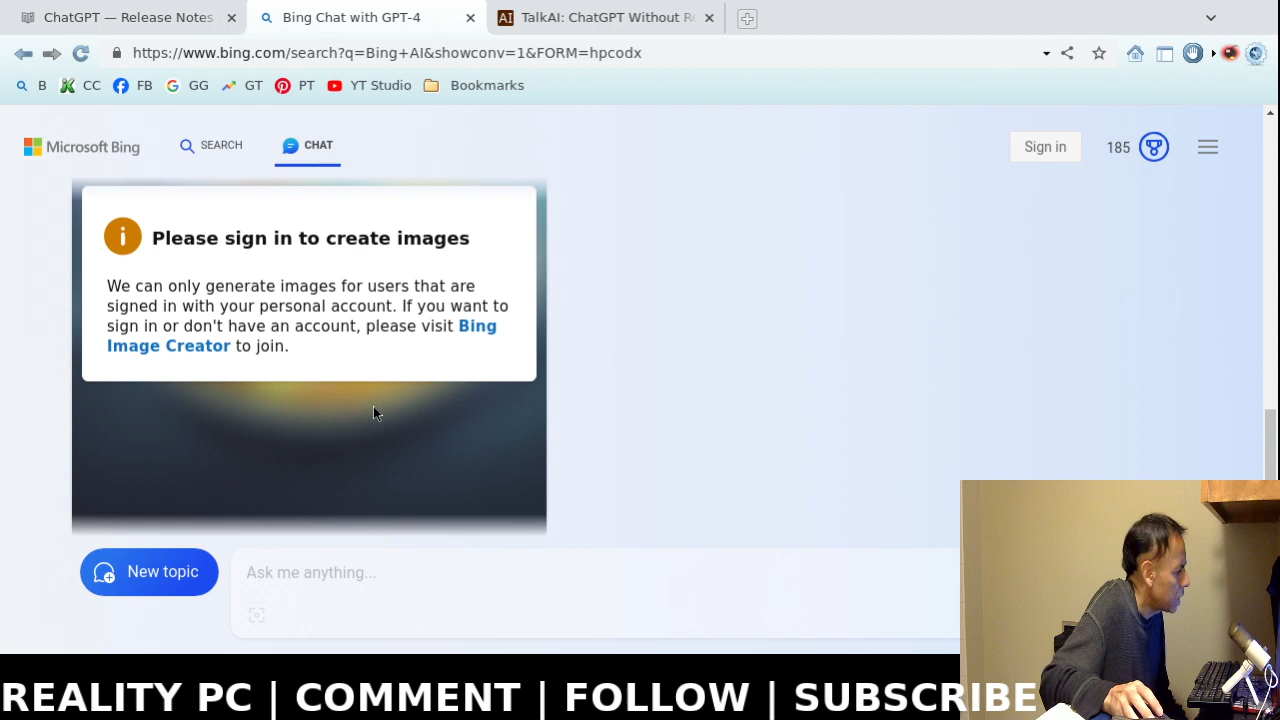 ChatGPT — Release Notes
Bing Chat with GPT-4
AI TalkAI: ChatGPT Without Re
https://www.bing.com/search?q=Bing+AI&showconv=1&FORM=hpcodx
B CC FB GG GT PT YT Studio Bookmarks
Microsoft Bing SEARCH CHAT Sign in 185
i Please sign in to create images
We can only generate images for users that are
signed in with your personal account. If you want to
sign in or don't have an account, please visit Bing
Image Creator to join.
New topic
Ask me anything...
REALITY PC | COMMENT | FOLLOW | SUBSCRIBE